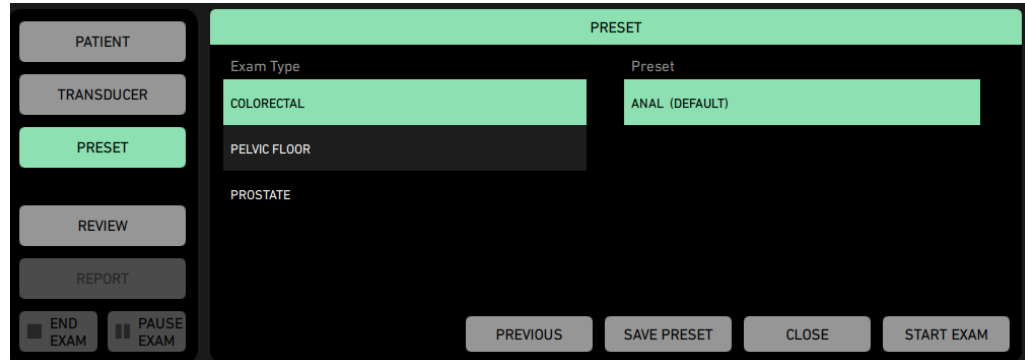 PATIENT
TRANSDUCER
PRESET
REVIEW
REPORT
END
EXAM
PAUSE
EXAM
PRESET
Exam Type
Preset
COLORECTAL
ANAL (DEFAULT)
PELVIC FLOOR
PROSTATE
PREVIOUS
SAVE PRESET
CLOSE
START EXAM